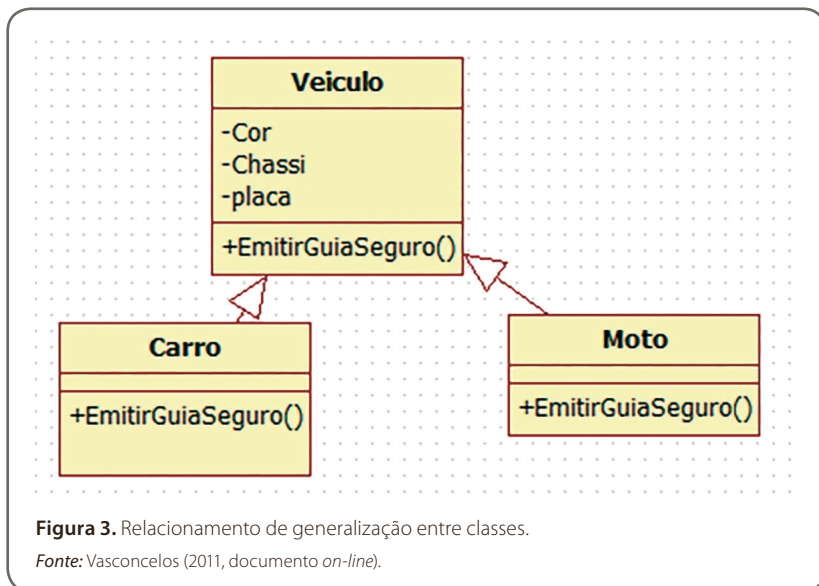 Veiculo
-Cor
-Chassi
-placa
+EmitirGuiaSeguro()
Carro
+EmitirGuiaSeguro()
Moto
+EmitirGuiaSeguro()
Figura 3. Relacionamento de generalização entre classes.
Fonte: Vasconcelos (2011, documento on-line).